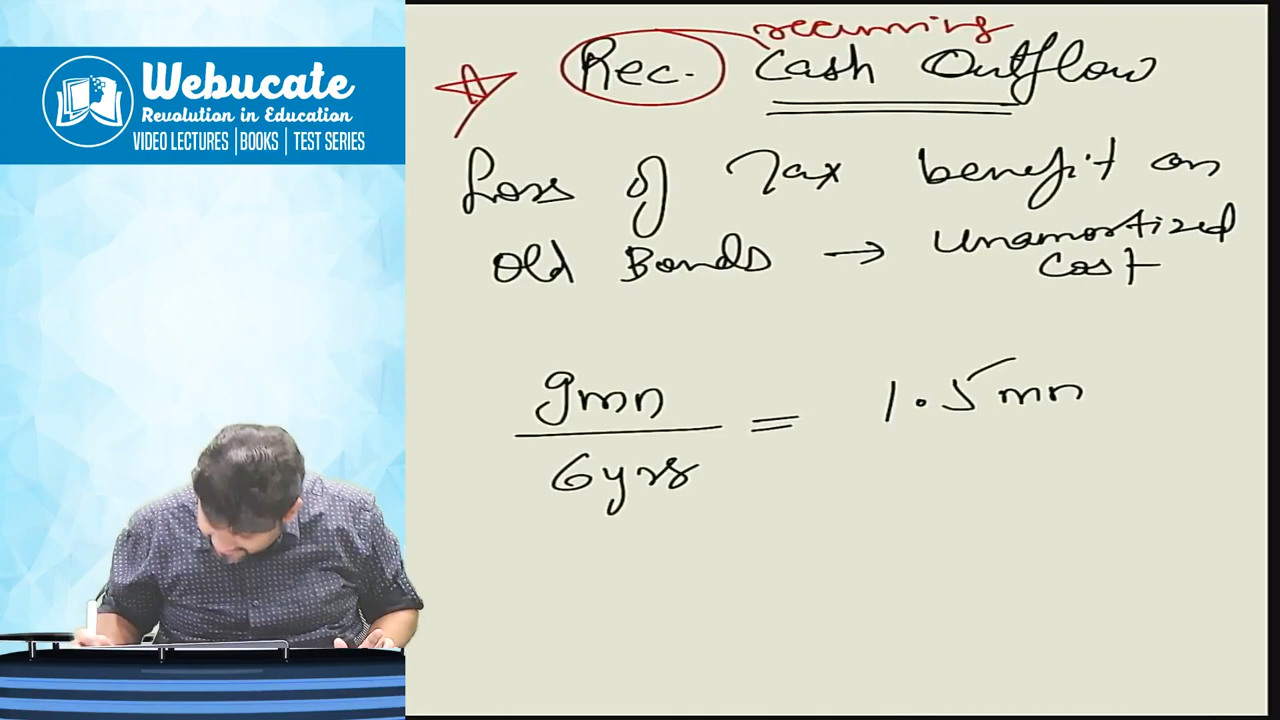 Webucate
Revolution in Education
VIDEO LECTURES | BOOKS | TEST SERIES
recurring
Rec. Cash Outflow
Loss of Tax benefit on
Old Bonds → Unamortized
Cost
9mn
6yrs
= 1.5mn